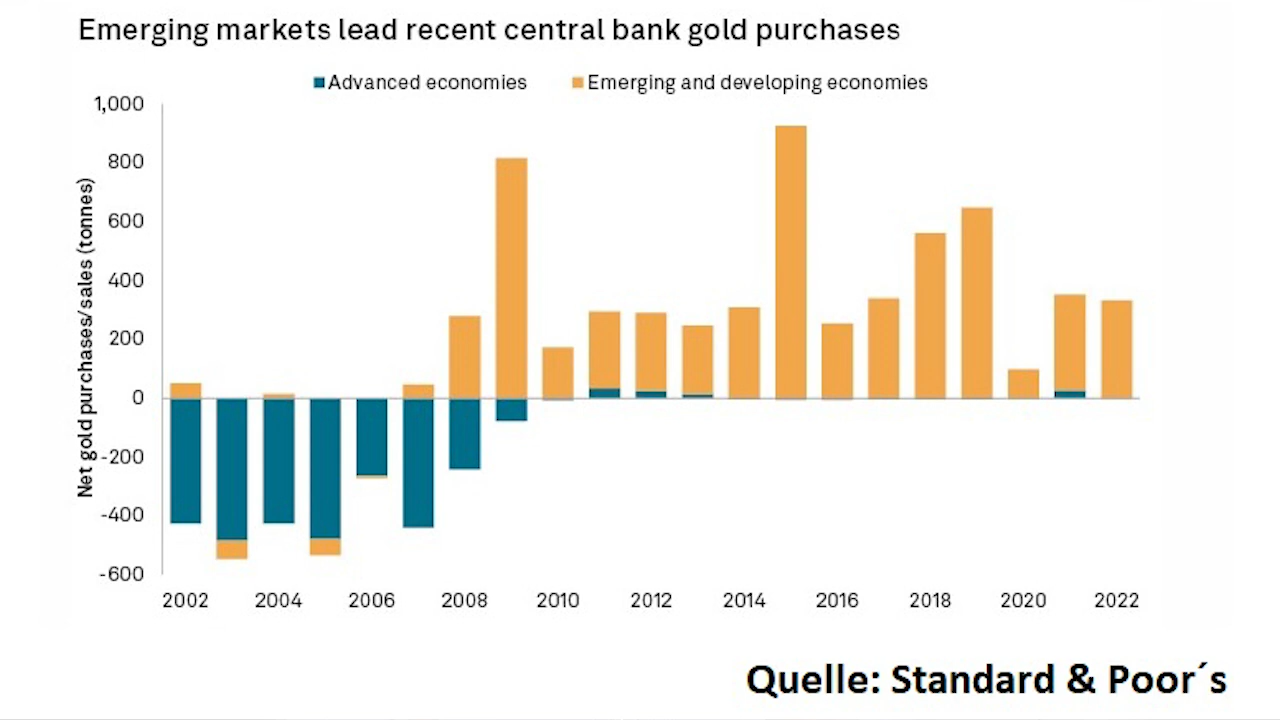 Emerging markets lead recent central bank gold purchases
Advanced economies Emerging and developing economies
1,000
800
600
400
200
0
-200
-400
-600
Net gold purchases/sales (tonnes)
2002 2004 2006 2008 2010 2012 2014 2016 2018 2020 2022
Quelle: Standard & Poor´s